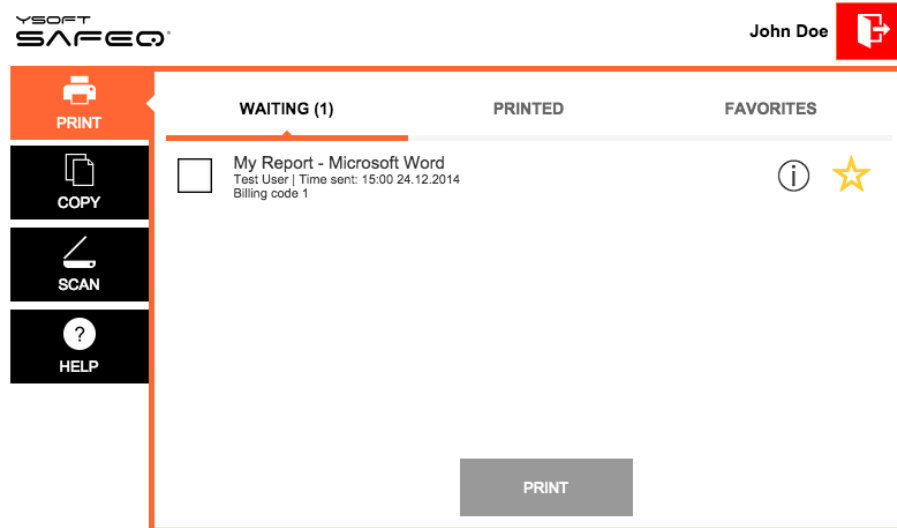 YSOFT
SAFEQ
John Doe
PRINT
COPY
SCAN
? HELP
WAITING (1)
PRINTED
FAVORITES
My Report - Microsoft Word
Test User | Time sent: 15:00 24.12.2014
Billing code 1
i
PRINT